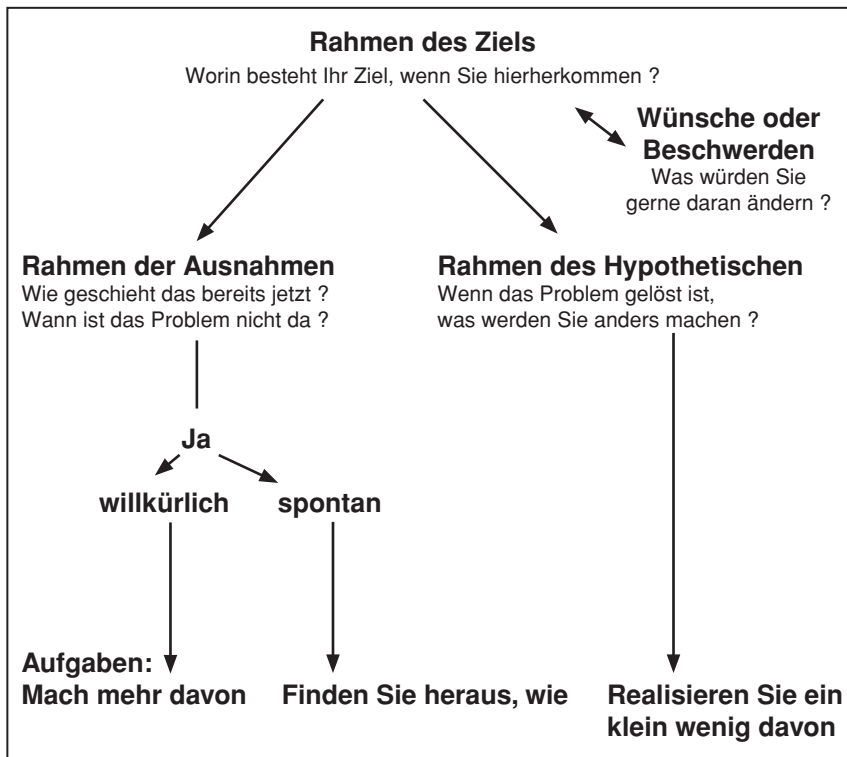 Rahmen des Ziels
Worin besteht Ihr Ziel, wenn Sie hierherkommen ?
Wünsche oder
Beschwerden
Was würden Sie
gerne daran ändern ?
Rahmen der Ausnahmen
Wie geschieht das bereits jetzt ?
Wann ist das Problem nicht da ?
Rahmen des Hypothetischen
Wenn das Problem gelöst ist,
was werden Sie anders machen ?
Ja
willkürlich
spontan
Aufgaben:
Mach mehr davon
Finden Sie heraus, wie
Realisieren Sie ein
klein wenig davon